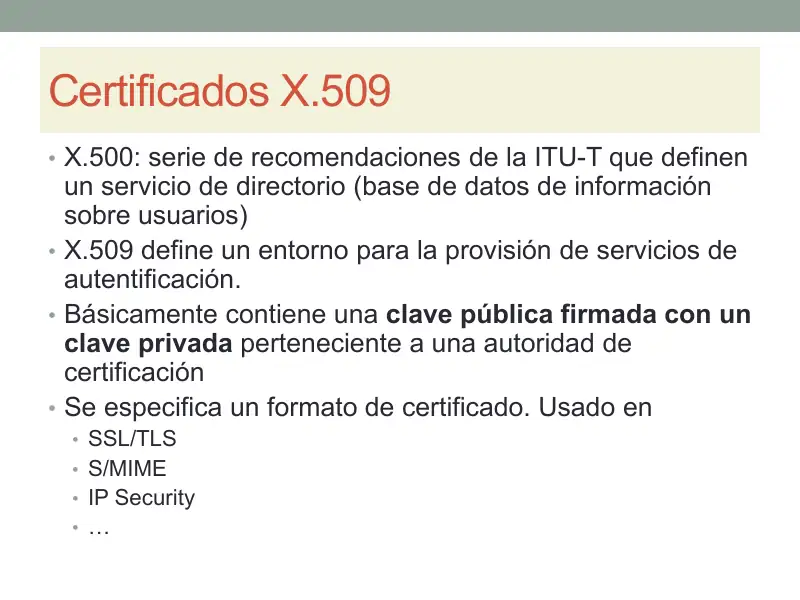 Certificados X.509
• X.500: serie de recomendaciones de la ITU-T que definen
un servicio de directorio (base de datos de información
sobre usuarios)
• X.509 define un entorno para la provisión de servicios de
autentificación.
• Básicamente contiene una clave pública firmada con un
clave privada perteneciente a una autoridad de
certificación
• Se especifica un formato de certificado. Usado en
• SSL/TLS
• S/MIME
• IP Security
• …